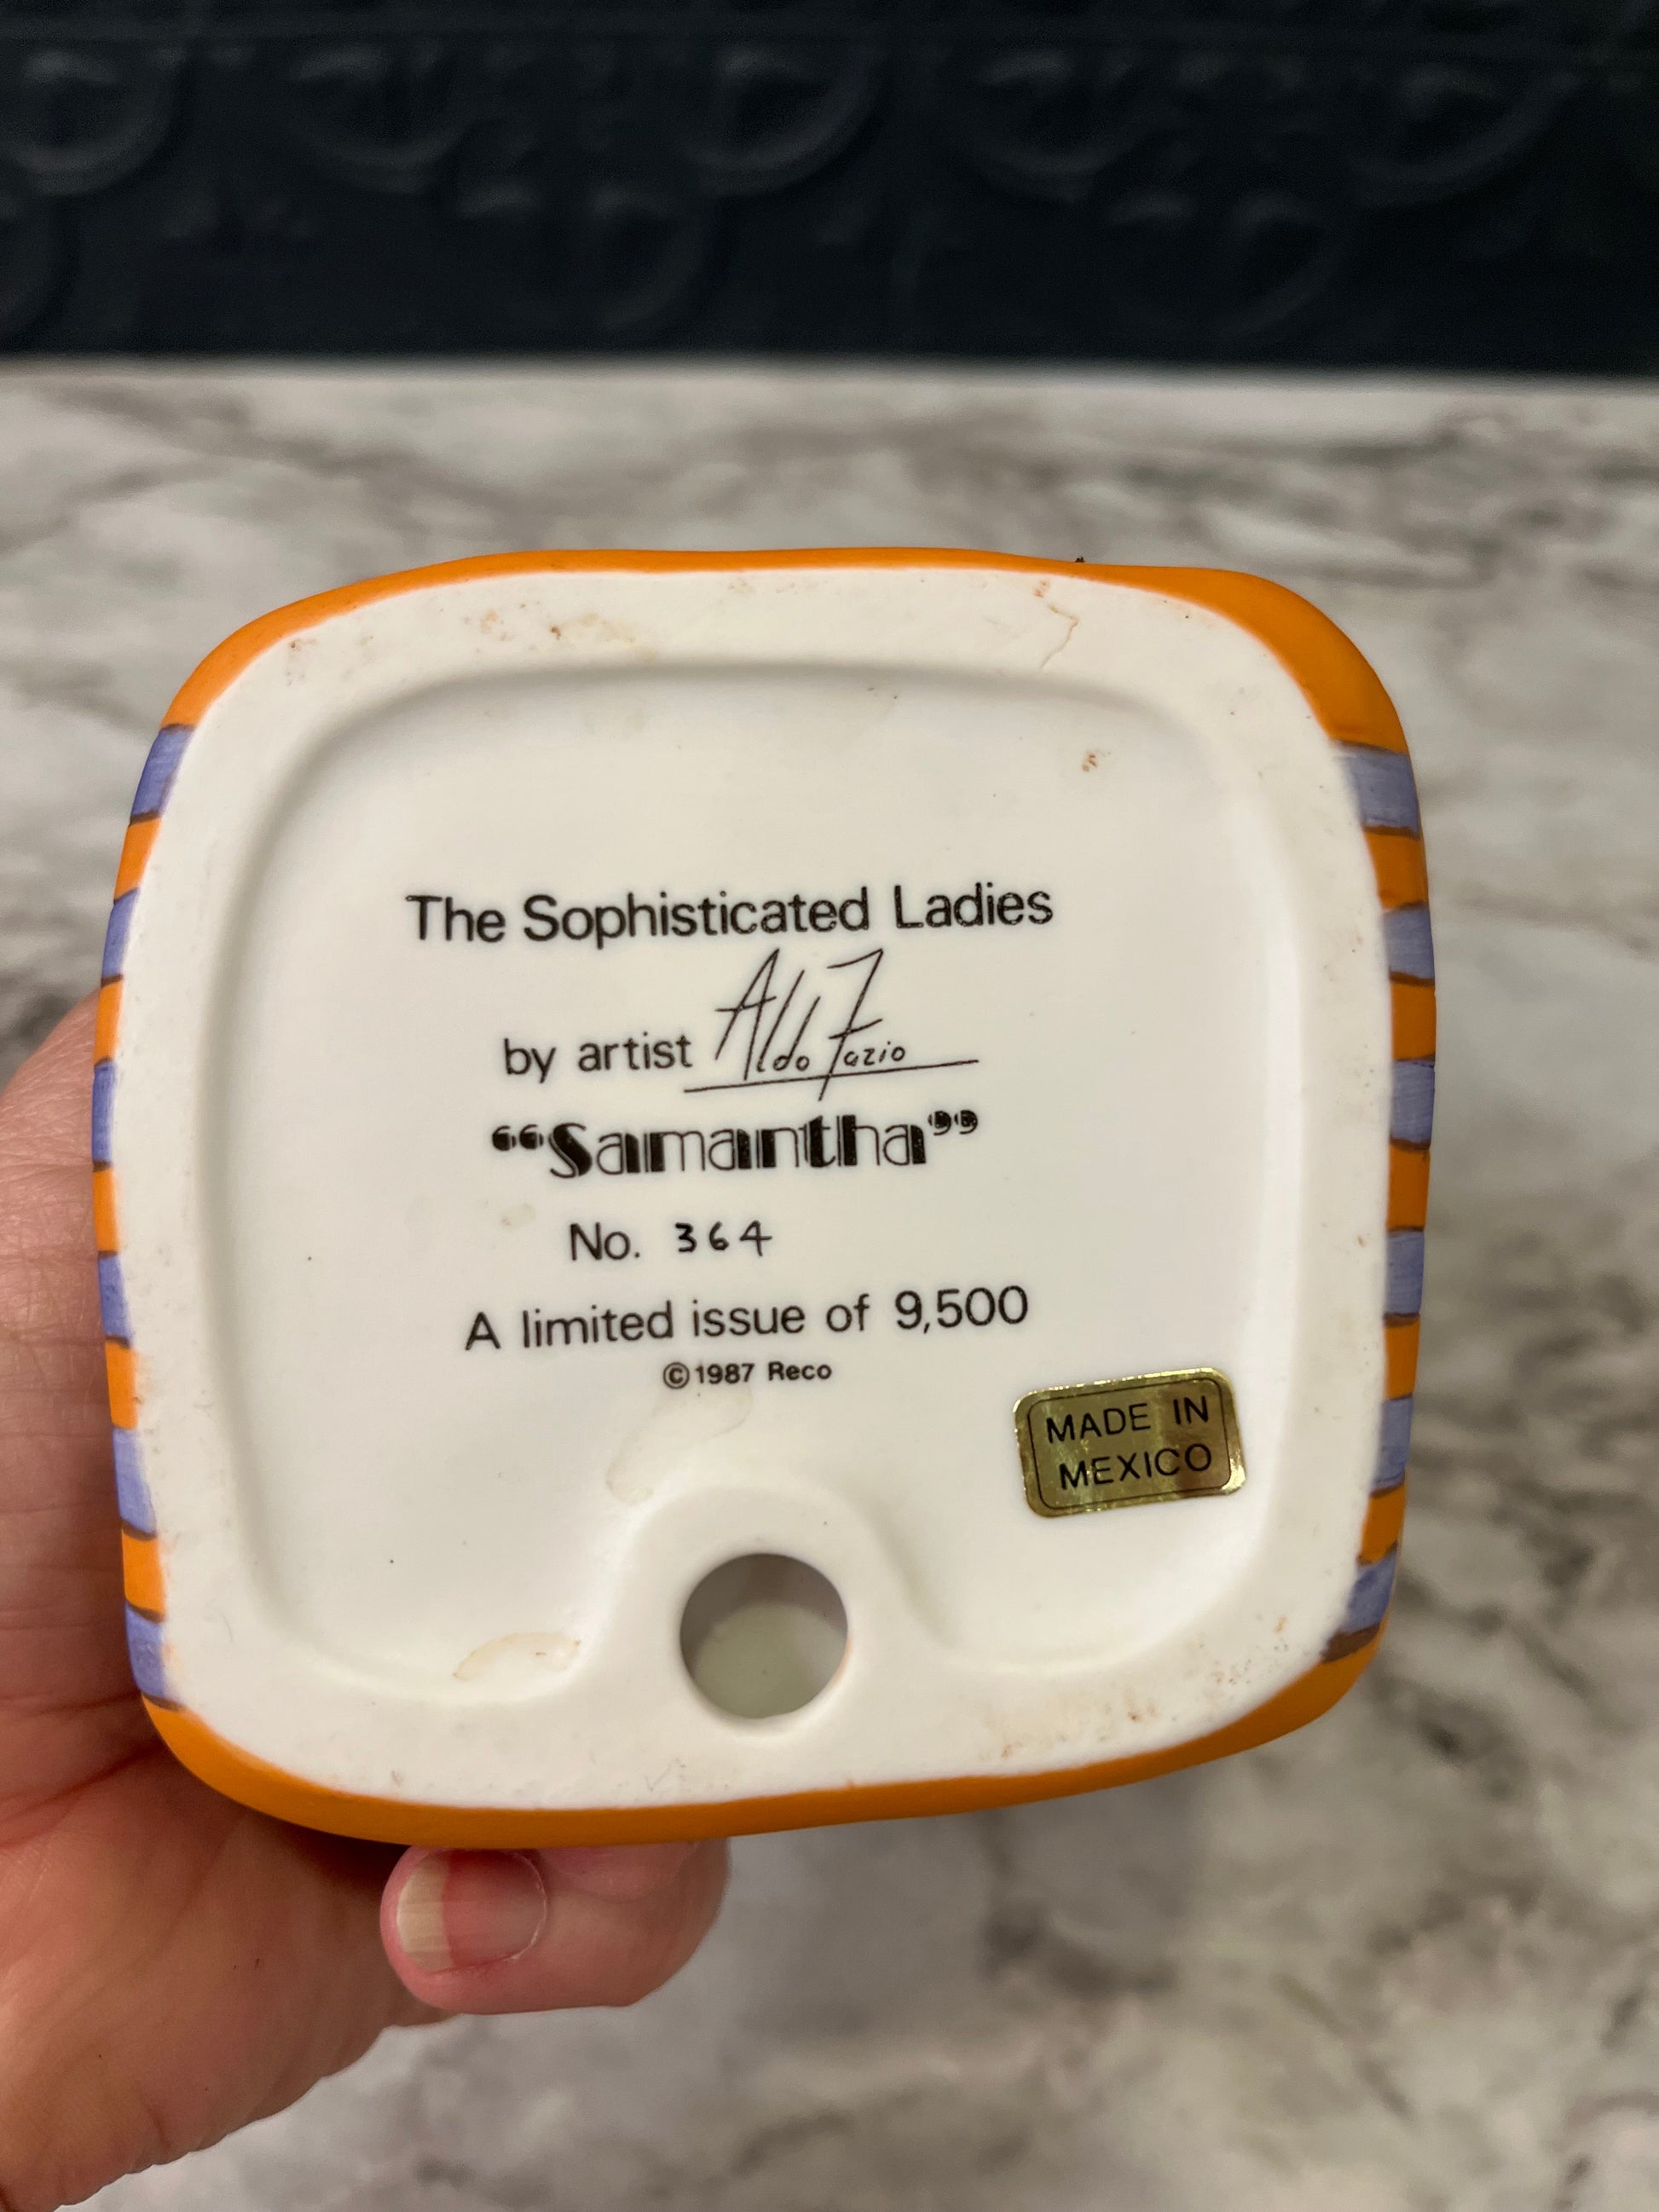 The Sophisticated Ladies
by artist Aldo Fazio
“Samantha”
No. 364
A limited issue of 9,500
©1987 Reco
MADE IN
MEXICO